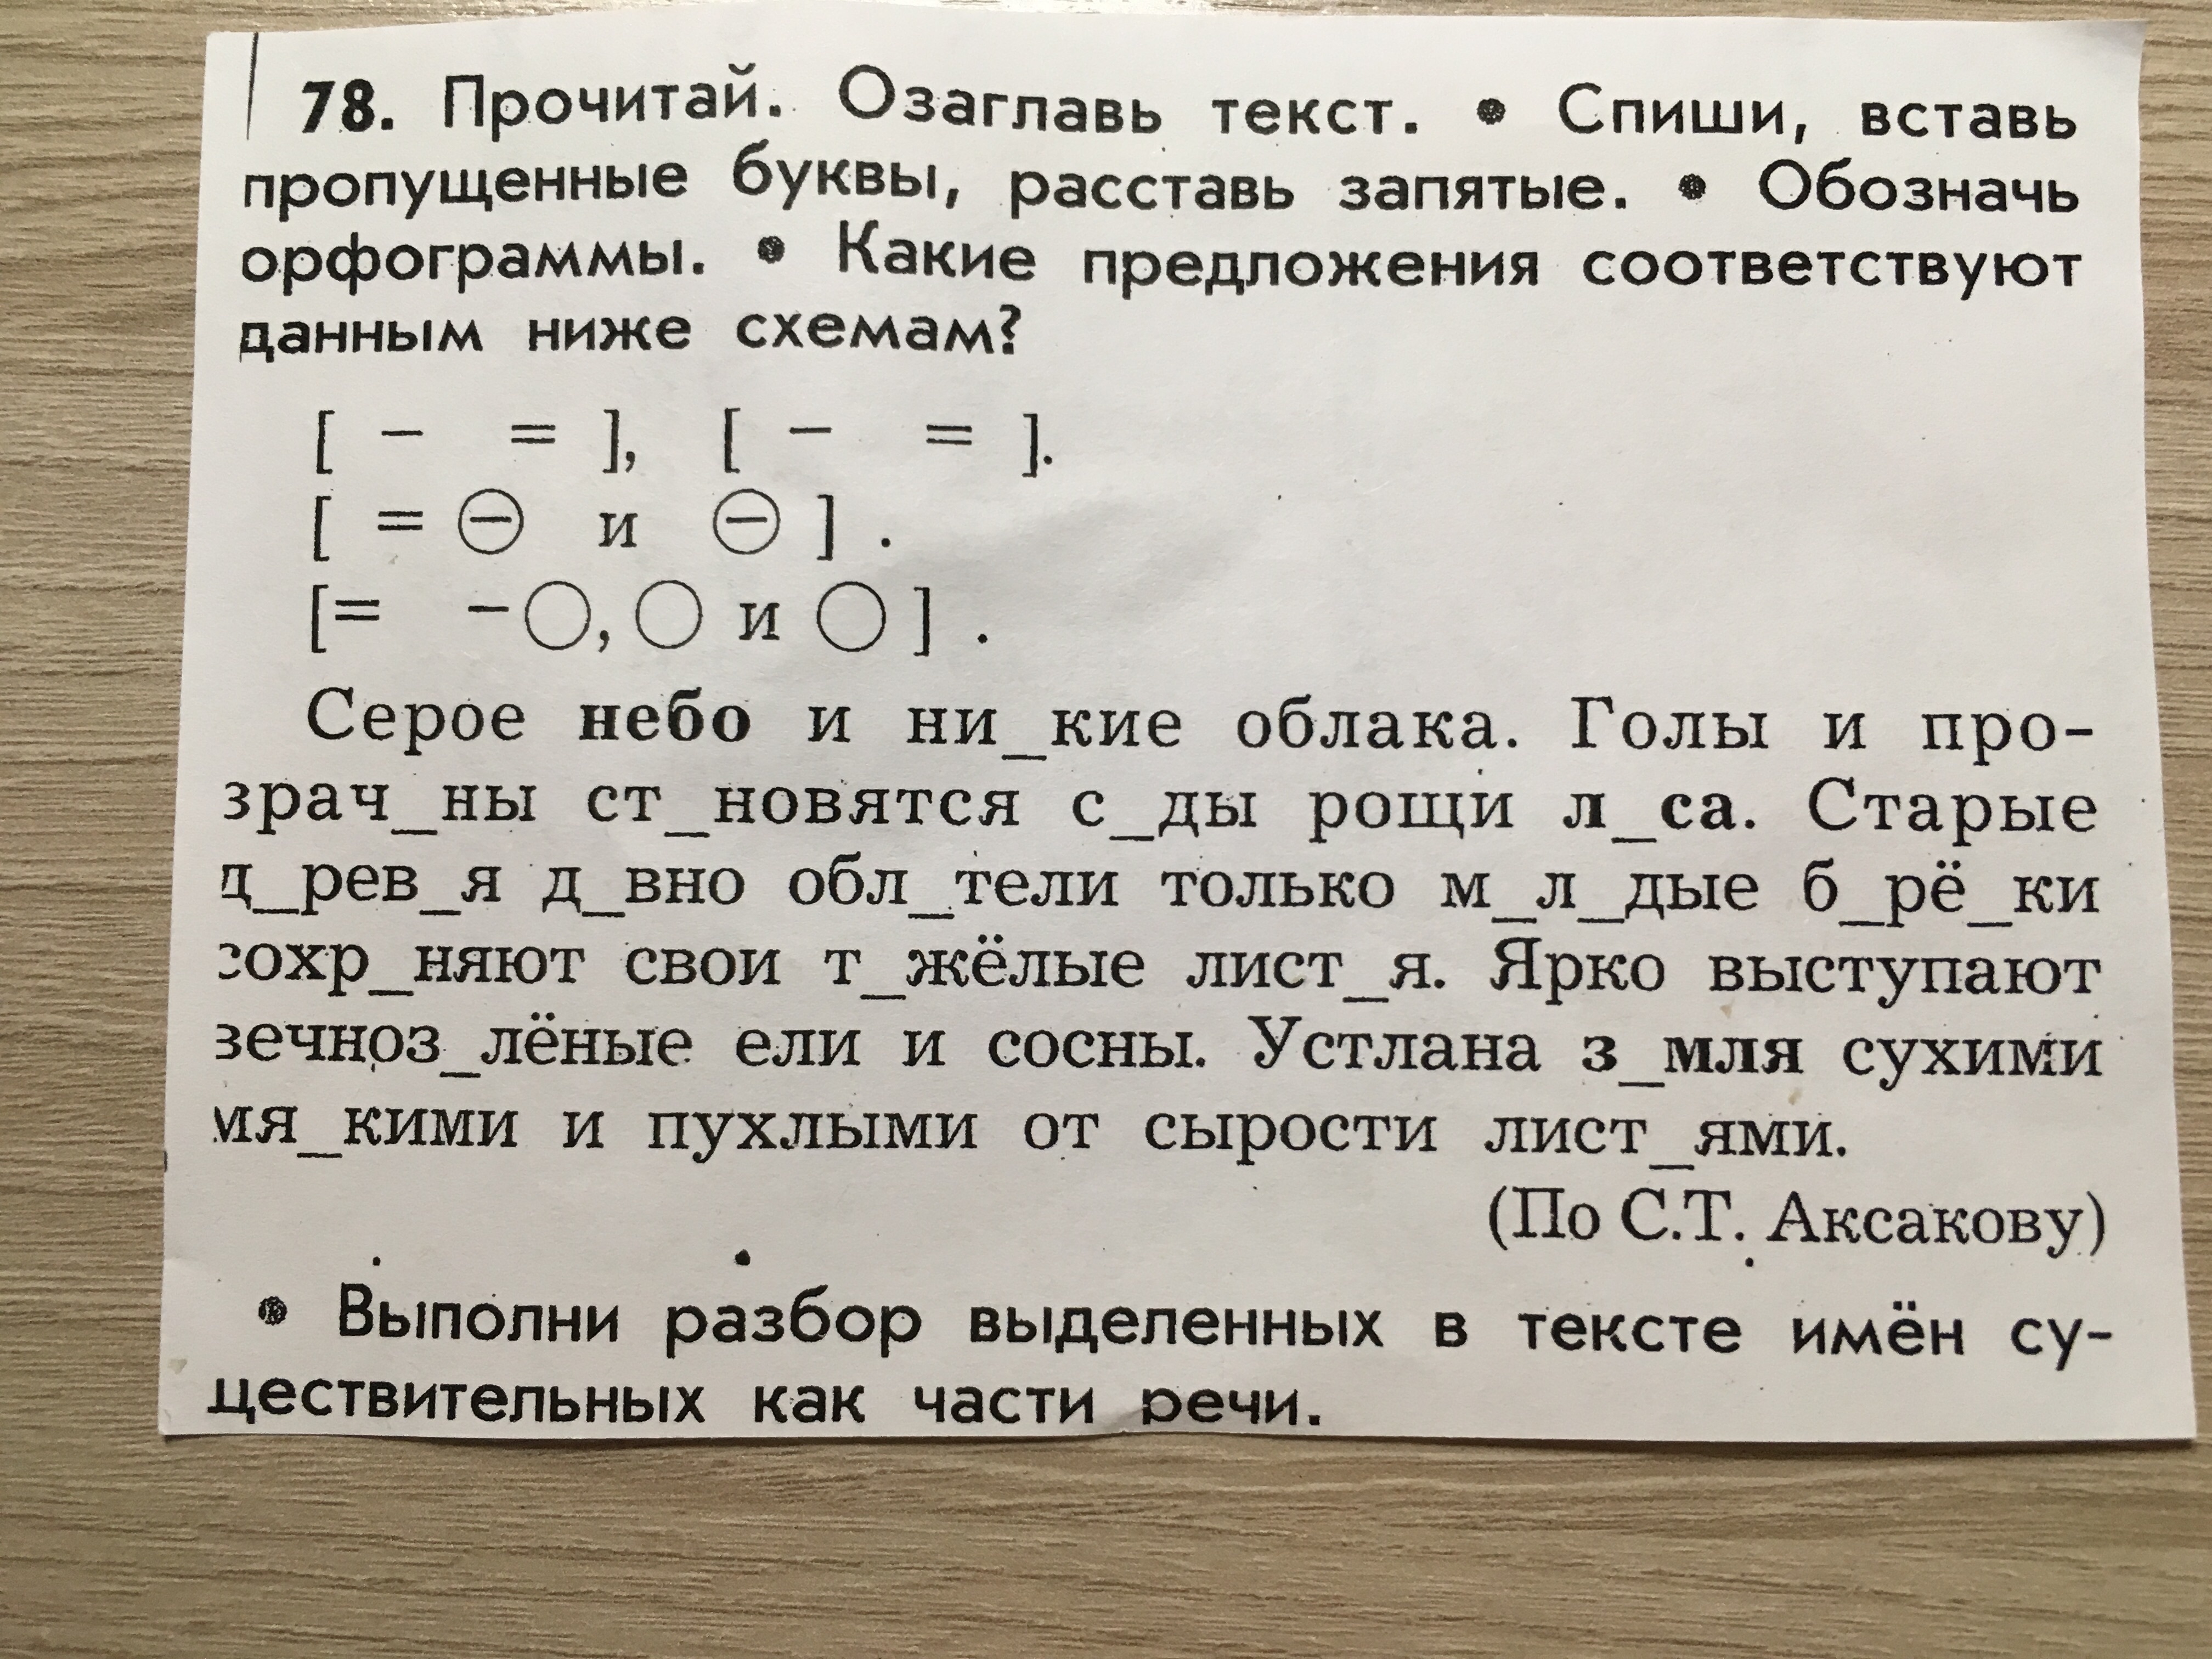 78. Прочитай. Озаглавь текст. • Спиши, вставь
пропущенные буквы, расставь запятые. • Обозначь
орфограммы. • Какие предложения соответствуют
данным ниже схемам?
[ – = ], [ – = ].
[ = ⊖ и ⊖ ] .
[= –○, ○ и ○ ] .
Серое небо и ни_кие облака. Голы и про-
зрач_ны ст_новятся с_ды рощи л_са. Старые
д_рев_я д_вно обл_тели только м_л_дые б_рё_ки
сохр_няют свои т_жёлые лист_я. Ярко выступают
вечноз_лёные ели и сосны. Устлана з_мля сухими
мя_кими и пухлыми от сырости лист_ями.
(По С.Т. Аксакову)
• Выполни разбор выделенных в тексте имён су-
ществительных как части речи.